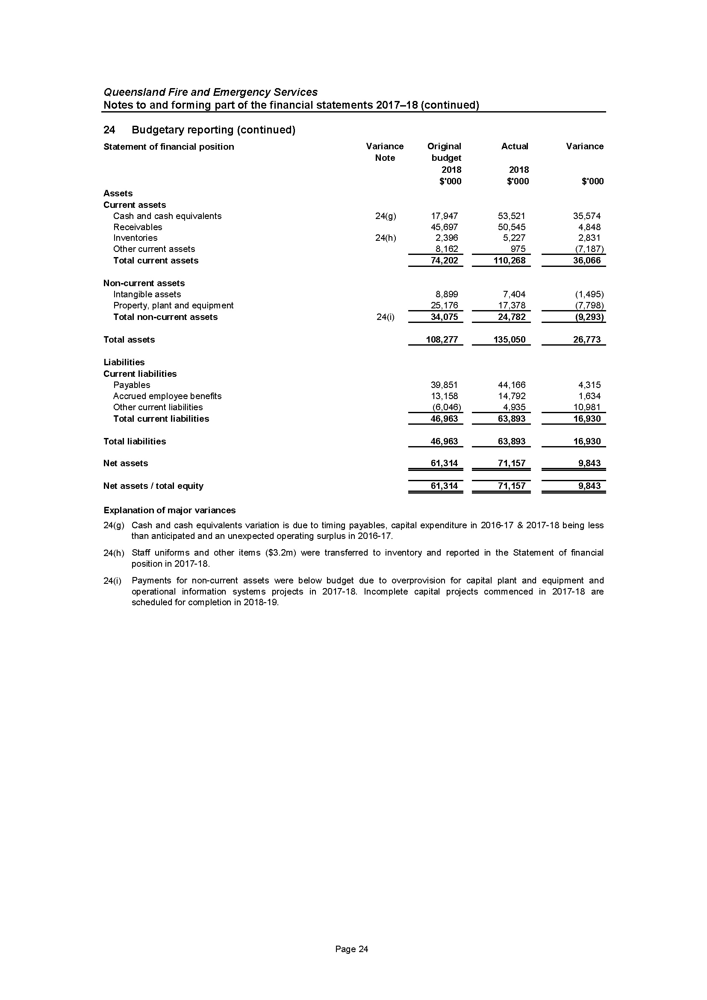 Queensland Fire and Emergency Services
Notes to and forming part of the financial statements 2017–18 (continued)
24 Budgetary reporting (continued)
Statement of financial position Variance Original Actual Variance
Note budget
2018 2018
$'000 $'000 $'000
Assets
Current assets
Cash and cash equivalents 24(g) 17,947 53,521 35,574
Receivables 45,697 50,545 4,848
Inventories 24(h) 2,396 5,227 2,831
Other current assets 8,162 975 (7,187)
Total current assets 74,202 110,268 36,066
Non-current assets
Intangible assets 8,899 7,404 (1,495)
Property, plant and equipment 25,176 17,378 (7,798)
Total non-current assets 24(i) 34,075 24,782 (9,293)
Total assets 108,277 135,050 26,773
Liabilities
Current liabilities
Payables 39,851 44,166 4,315
Accrued employee benefits 13,158 14,792 1,634
Other current liabilities (6,046) 4,935 10,981
Total current liabilities 46,963 63,893 16,930
Total liabilities 46,963 63,893 16,930
Net assets 61,314 71,157 9,843
Net assets / total equity 61,314 71,157 9,843
Explanation of major variances
24(g) Cash and cash equivalents variation is due to timing payables, capital expenditure in 2016-17 & 2017-18 being less
than anticipated and an unexpected operating surplus in 2016-17.
24(h) Staff uniforms and other items ($3.2m) were transferred to inventory and reported in the Statement of financial
position in 2017-18.
24(i) Payments for non-current assets were below budget due to overprovision for capital plant and equipment and
operational information systems projects in 2017-18. Incomplete capital projects commenced in 2017-18 are
scheduled for completion in 2018-19.
Page 24